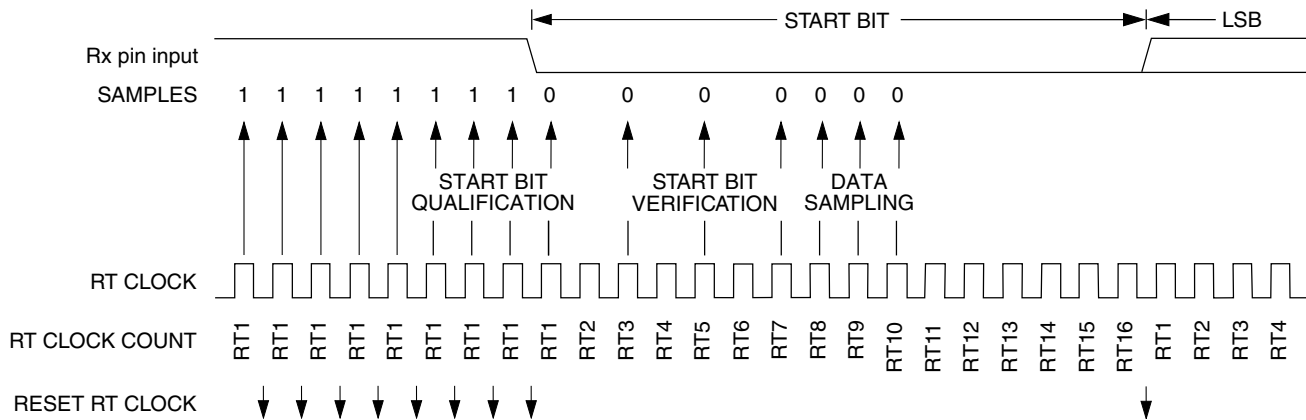 START BIT LSB
Rx pin input
SAMPLES 1 1 1 1 1 1 1 1 0 0 0 0 0 0 0
START BIT QUALIFICATION
START BIT VERIFICATION
DATA SAMPLING
RT CLOCK
RT CLOCK COUNT RT1 RT1 RT1 RT1 RT1 RT1 RT1 RT1 RT1 RT2 RT3 RT4 RT5 RT6 RT7 RT8 RT9 RT10 RT11 RT12 RT13 RT14 RT15 RT16 RT1 RT2 RT3 RT4
RESET RT CLOCK